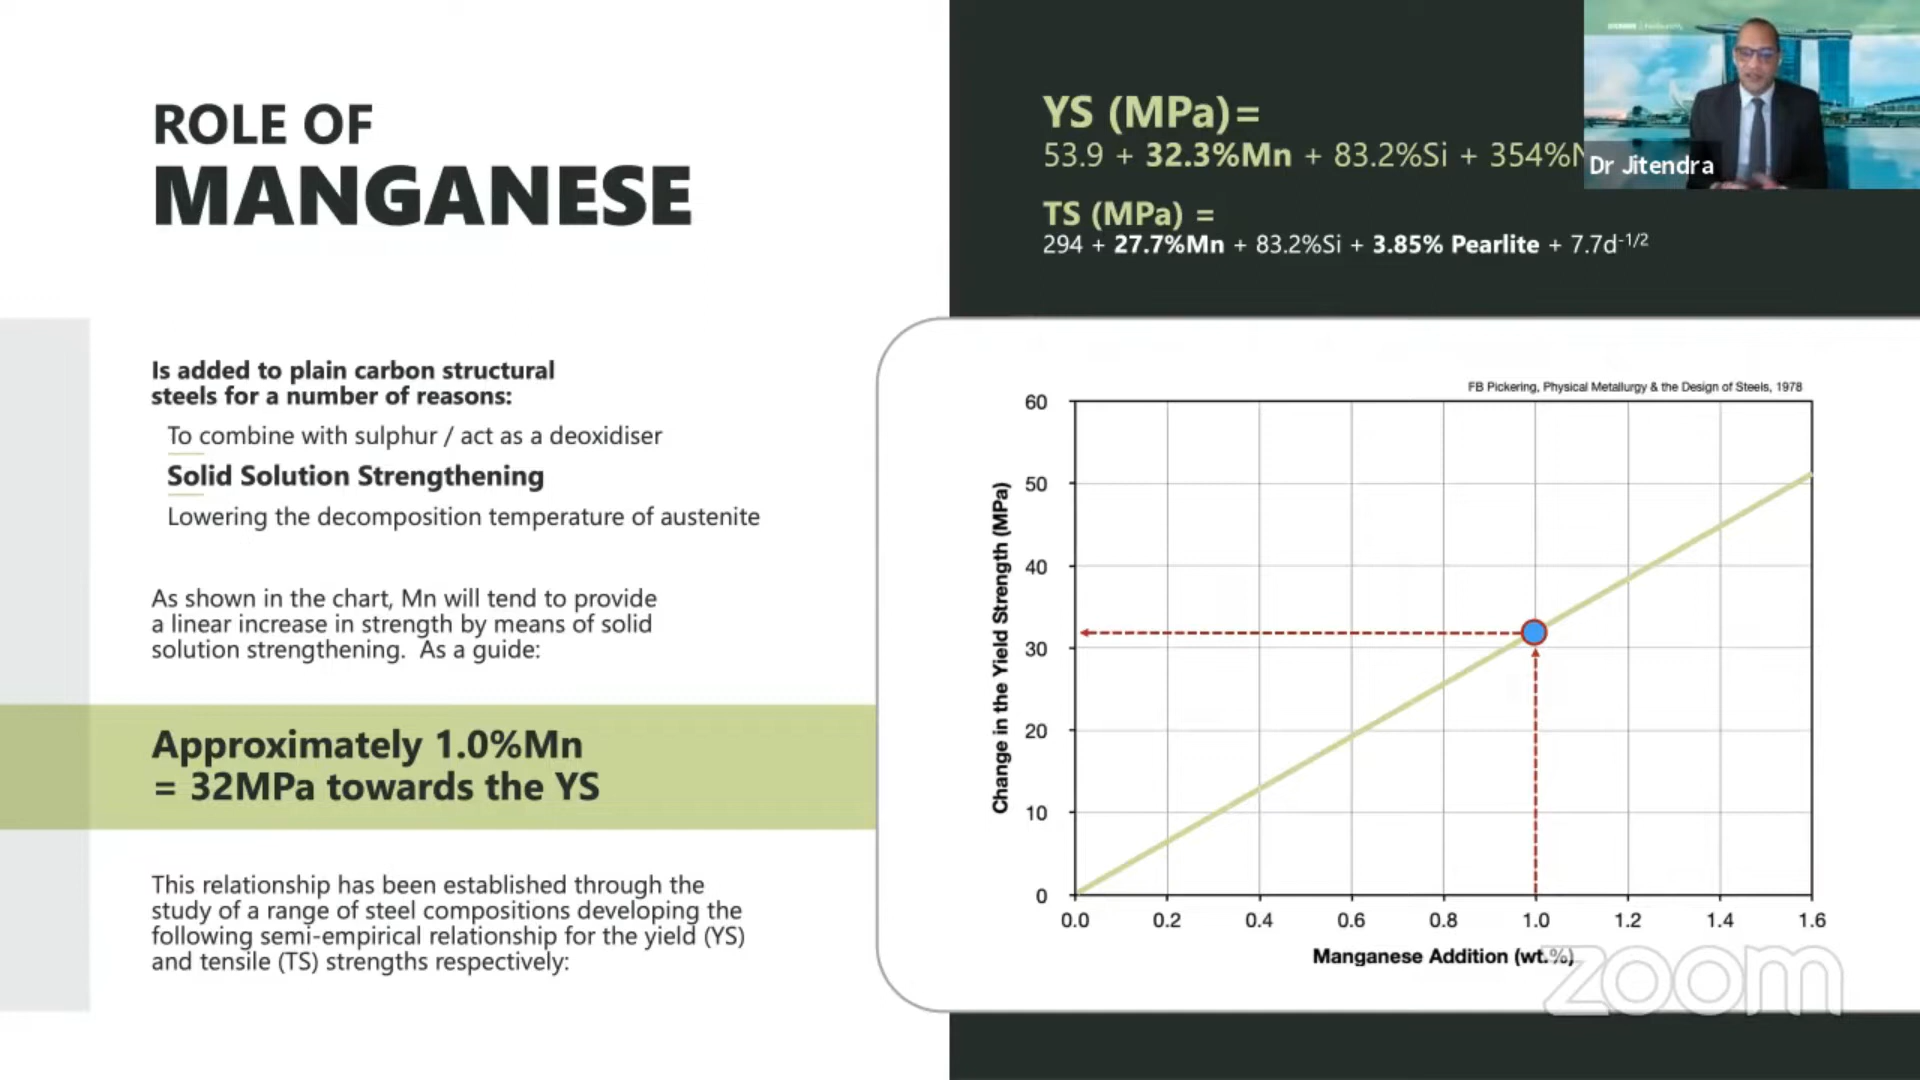 ROLE OF
MANGANESE
Is added to plain carbon structural
steels for a number of reasons:
To combine with sulphur / act as a deoxidiser
Solid Solution Strengthening
Lowering the decomposition temperature of austenite
As shown in the chart, Mn will tend to provide
a linear increase in strength by means of solid
solution strengthening. As a guide:
Approximately 1.0%Mn
= 32MPa towards the YS
This relationship has been established through the
study of a range of steel compositions developing the
following semi-empirical relationship for the yield (YS)
and tensile (TS) strengths respectively:
YS (MPa)=
53.9 + 32.3%Mn + 83.2%Si + 354%
TS (MPa) =
294 + 27.7%Mn + 83.2%Si + 3.85% Pearlite + 7.7d-1/2
Dr Jitendra
FB Pickering, Physical Metallurgy & the Design of Steels, 1978
Change in the Yield Strength (MPa)
60
50
40
30
20
10
0
0.0 0.2 0.4 0.6 0.8 1.0 1.2 1.4 1.6
Manganese Addition (wt.%)
zoom